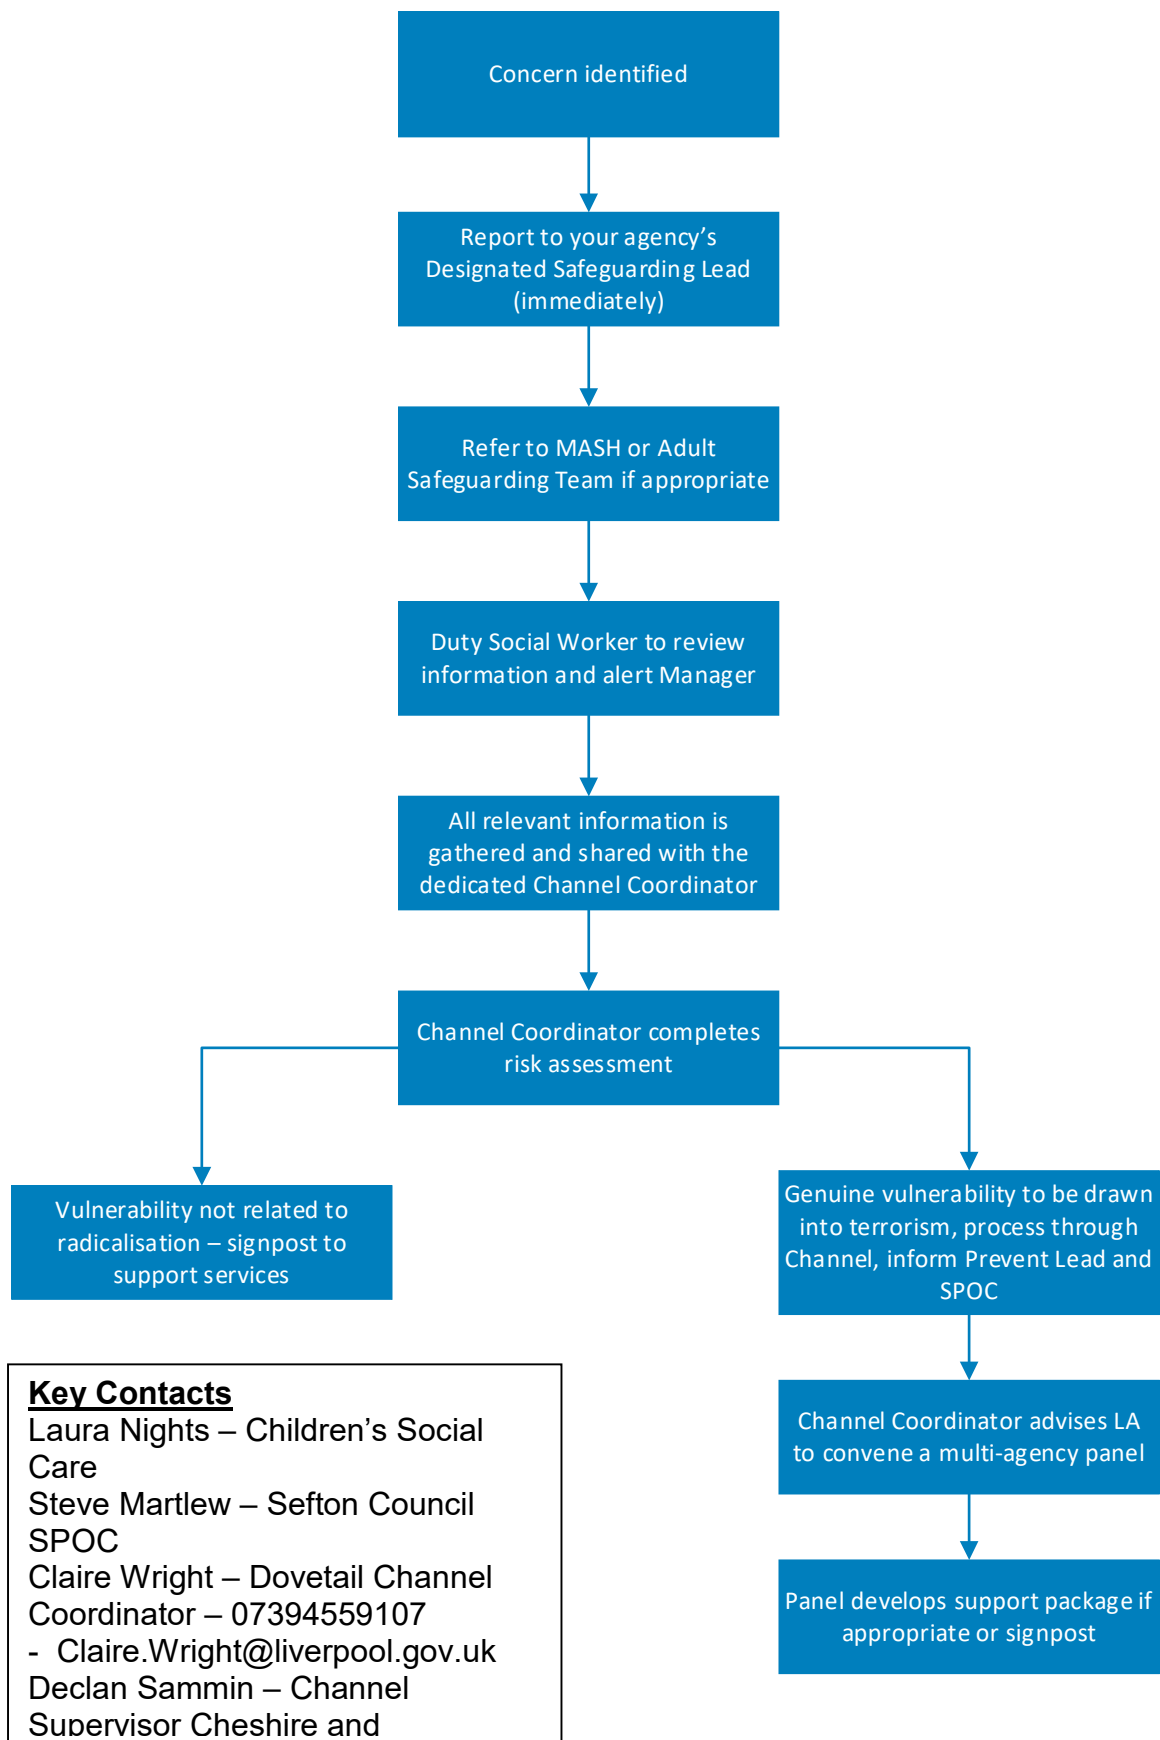 Concern identified
Report to your agency’s
Designated Safeguarding Lead
(immediately)
Refer to MASH or Adult
Safeguarding Team if appropriate
Duty Social Worker to review
information and alert Manager
All relevant information is
gathered and shared with the
dedicated Channel Coordinator
Channel Coordinator completes
risk assessment
Vulnerability not related to
radicalisation – signpost to
support services
Genuine vulnerability to be drawn
into terrorism, process through
Channel, inform Prevent Lead and
SPOC
Channel Coordinator advises LA
to convene a multi-agency panel
Panel develops support package if
appropriate or signpost
Key Contacts
Laura Nights – Children’s Social
Care
Steve Martlew – Sefton Council
SPOC
Claire Wright – Dovetail Channel
Coordinator – 07394559107
- Claire.Wright@liverpool.gov.uk
Declan Sammin – Channel
Supervisor Cheshire and